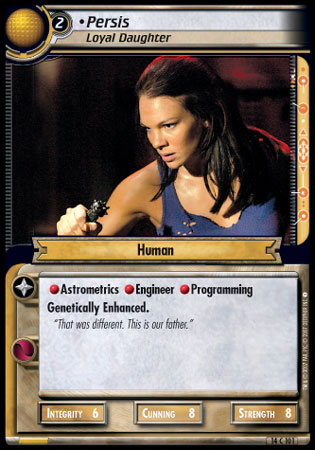 2 • Persis
Loyal Daughter
Human
Astrometrics Engineer Programming
Genetically Enhanced.
"That was different. This is our father."
INTEGRITY 6 CUNNING 8 STRENGTH 8
14 C 101